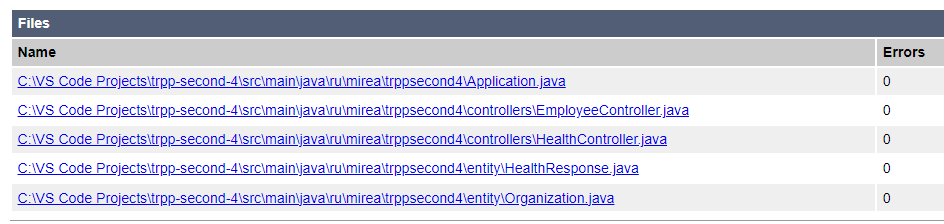 Files
Name Errors
C:\VS Code Projects\trpp-second-4\src\main\java\ru\mirea\trppsecond4\Application.java 0
C:\VS Code Projects\trpp-second-4\src\main\java\ru\mirea\trppsecond4\controllers\EmployeeController.java 0
C:\VS Code Projects\trpp-second-4\src\main\java\ru\mirea\trppsecond4\controllers\HealthController.java 0
C:\VS Code Projects\trpp-second-4\src\main\java\ru\mirea\trppsecond4\entity\HealthResponse.java 0
C:\VS Code Projects\trpp-second-4\src\main\java\ru\mirea\trppsecond4\entity\Organization.java 0